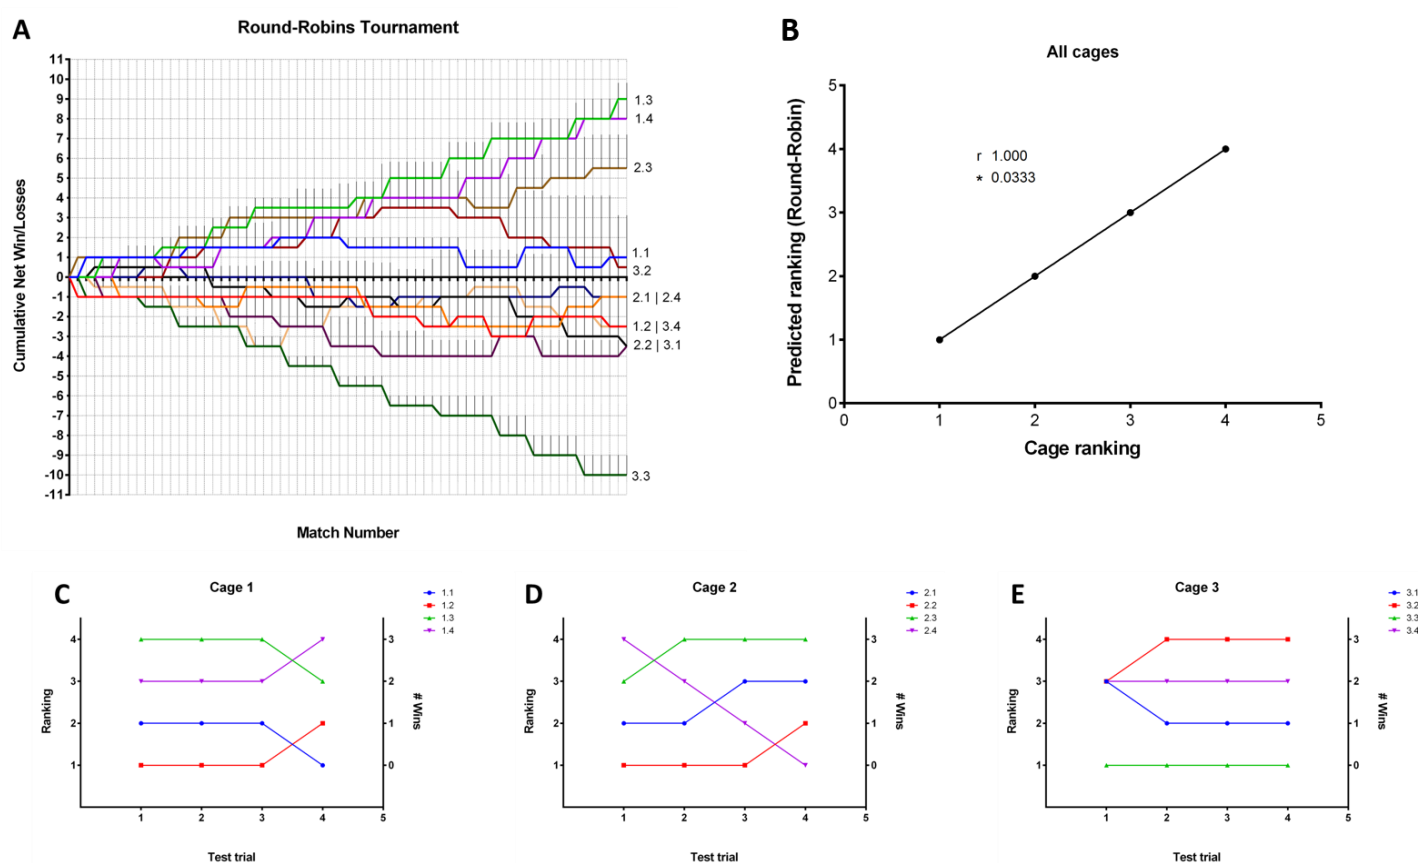 A
Round-Robins Tournament
Cumulative Net Win/Losses
11
10
9
8
7
6
5
4
3
2
1
0
-1
-2
-3
-4
-5
-6
-7
-8
-9
-10
-11
1.3
1.4
2.3
1.1
3.2
2.1 | 2.4
1.2 | 3.4
2.2 | 3.1
3.3
Match Number
B
All cages
Predicted ranking (Round-Robin)
5
4
3
2
1
0
r 1.000
* 0.0333
0 1 2 3 4 5
Cage ranking
C
Cage 1
1.1
1.2
1.3
1.4
Ranking
4
3
2
1
# Wins
3
2
1
0
1 2 3 4 5
Test trial
D
Cage 2
2.1
2.2
2.3
2.4
Ranking
4
3
2
1
# Wins
3
2
1
0
1 2 3 4 5
Test trial
E
Cage 3
3.1
3.2
3.3
3.4
Ranking
4
3
2
1
# Wins
3
2
1
0
1 2 3 4 5
Test trial